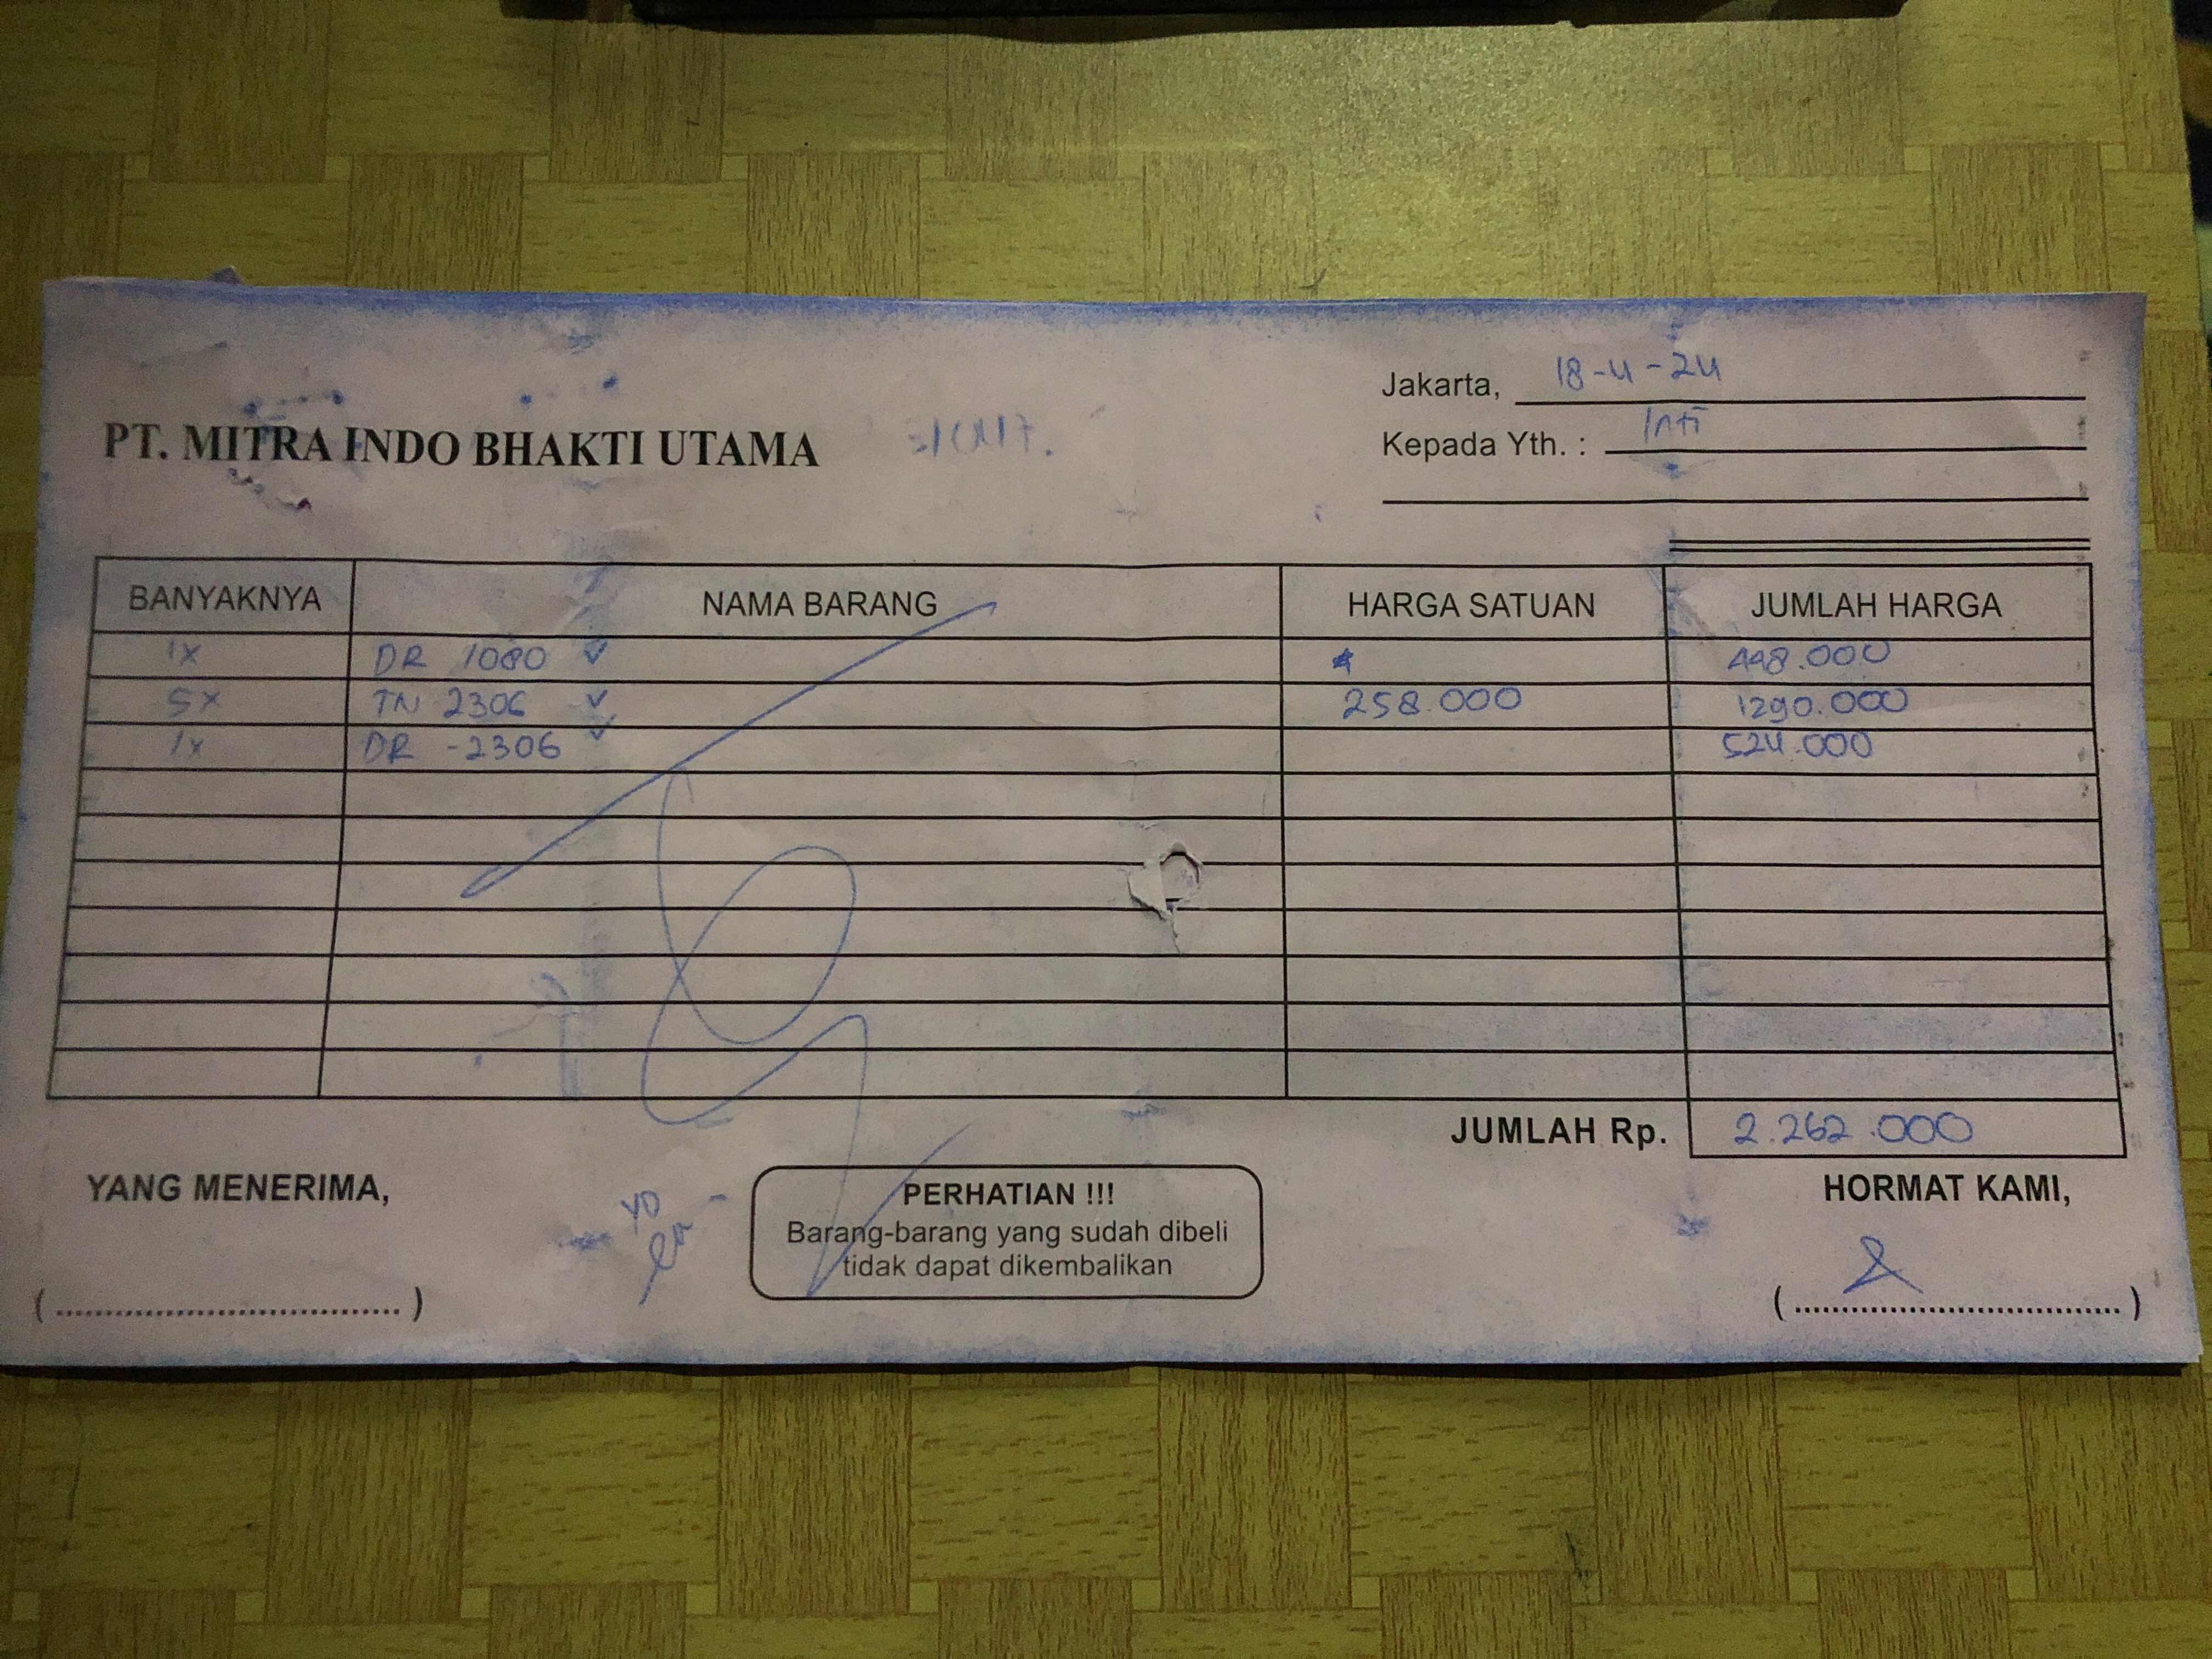 Jakarta, 18-4-24
PT. MITRA INDO BHAKTI UTAMA
Kepada Yth. : Inti
BANYAKNYA NAMA BARANG HARGA SATUAN JUMLAH HARGA
1x DR 1080 448.000
5x TN 2306 258.000 1290.000
1x DR -2306 524.000
JUMLAH Rp. 2.262.000
YANG MENERIMA, HORMAT KAMI,
PERHATIAN !!!
Barang-barang yang sudah dibeli
tidak dapat dikembalikan
(..................................) (..................................)